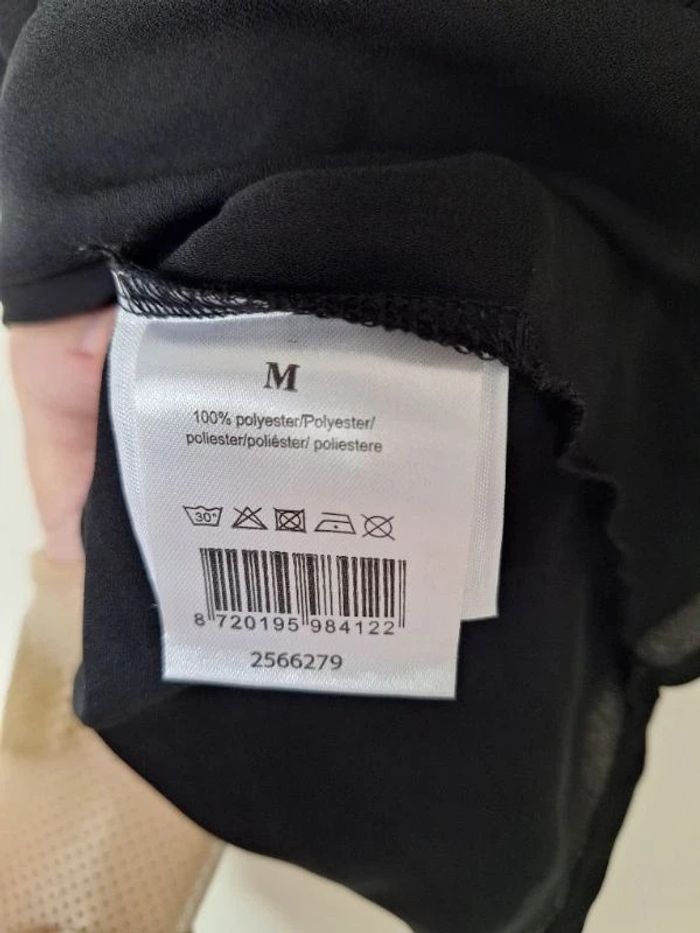 M
100% polyester/Polyester/
poliester/poliéster/ poliestere
30°
8 720195 984122
2566279